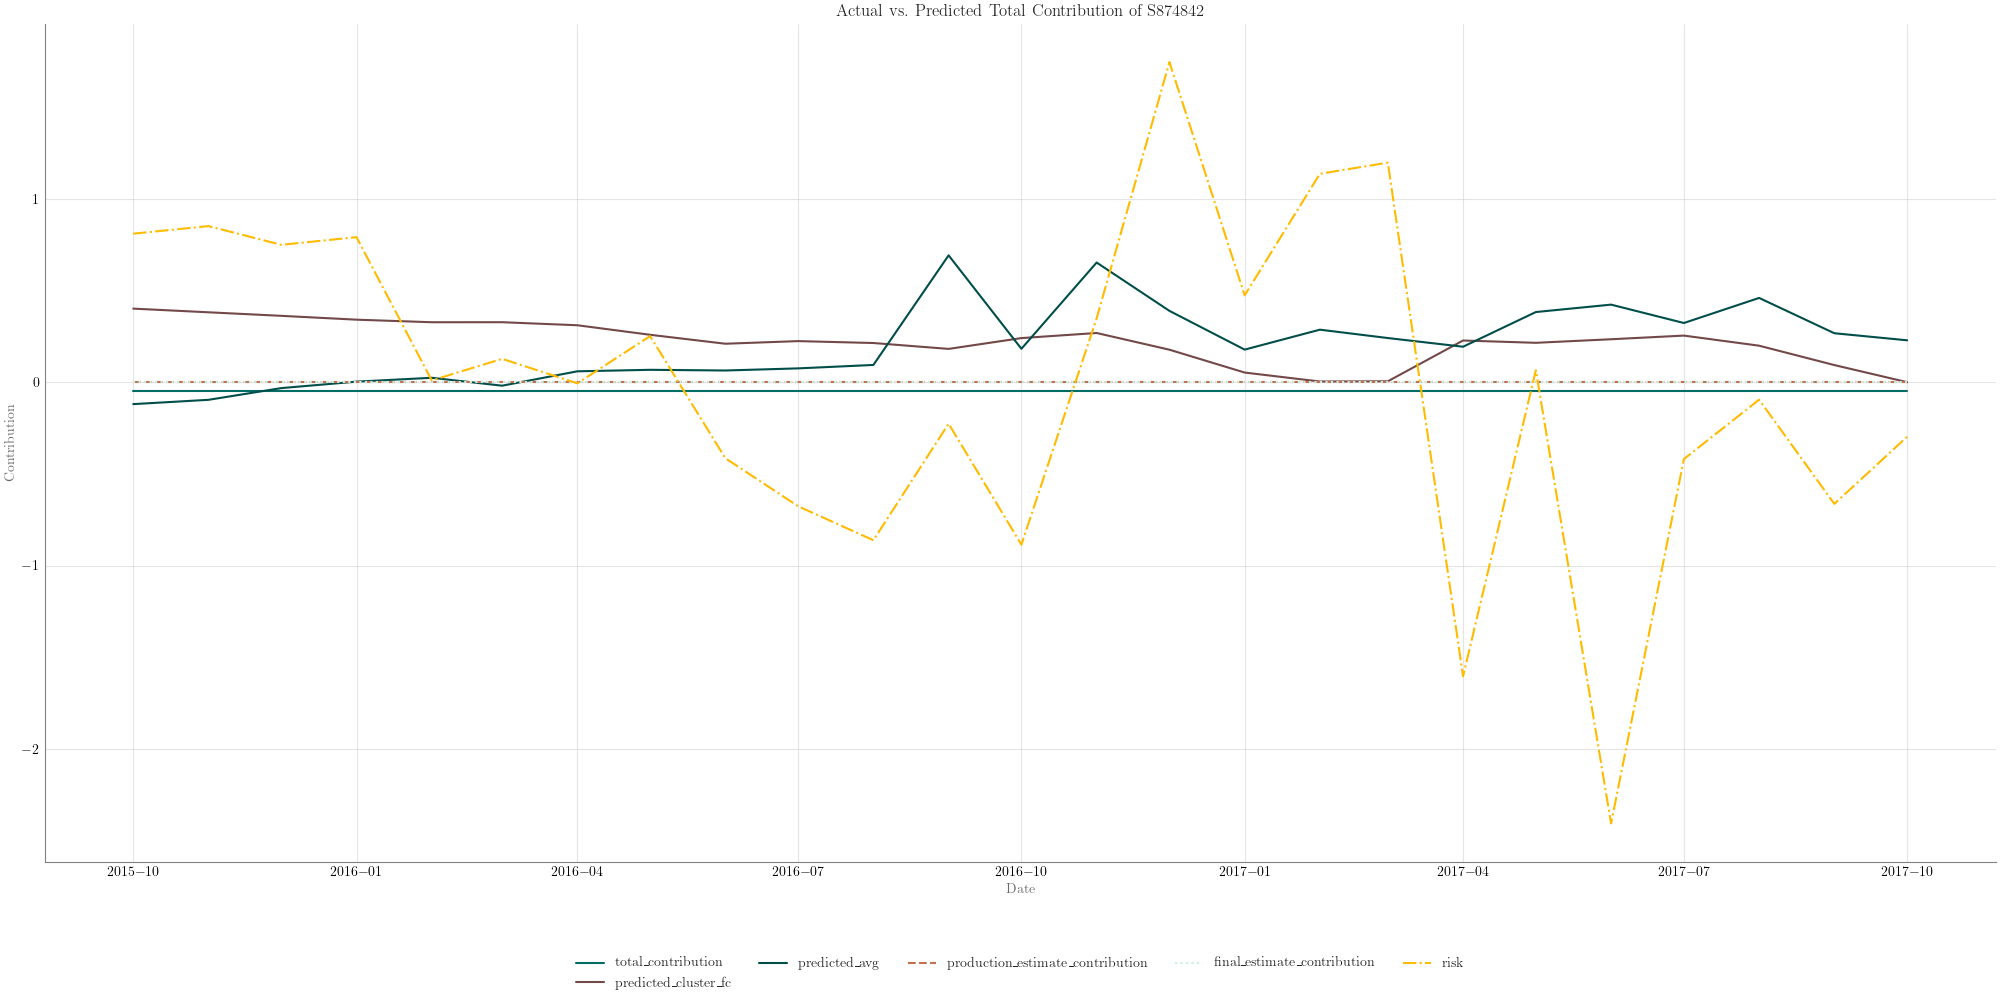 Actual vs. Predicted Total Contribution of S874842
Contribution
1
0
−1
−2
2015−10 2016−01 2016−04 2016−07 2016−10 2017−01 2017−04 2017−07 2017−10
Date
total_contribution predicted_avg production_estimate_contribution final_estimate_contribution risk
predicted_cluster_fc